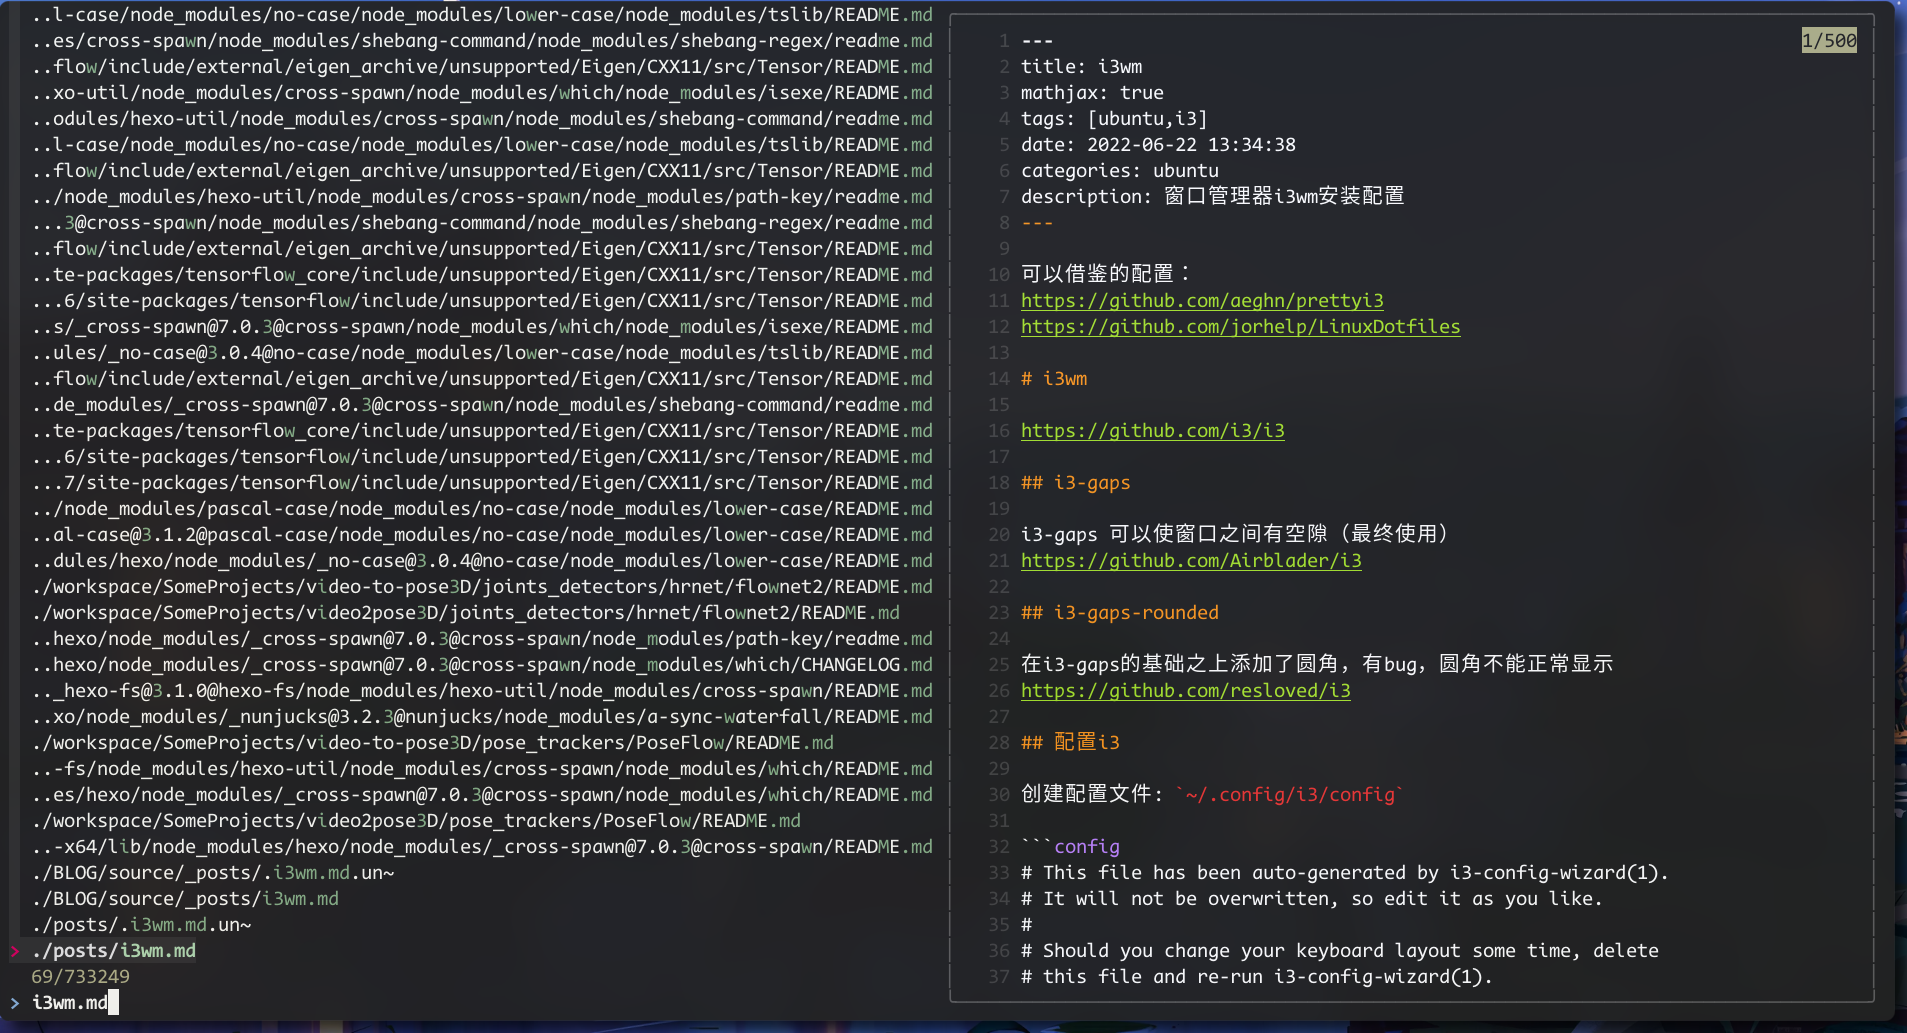 ..l-case/node_modules/no-case/node_modules/lower-case/node_modules/tslib/README.md
..es/cross-spawn/node_modules/shebang-command/node_modules/shebang-regex/readme.md
..flow/include/external/eigen_archive/unsupported/Eigen/CXX11/src/Tensor/README.md
..xo-util/node_modules/cross-spawn/node_modules/which/node_modules/isexe/README.md
..odules/hexo-util/node_modules/cross-spawn/node_modules/shebang-command/readme.md
..l-case/node_modules/no-case/node_modules/lower-case/node_modules/tslib/README.md
..flow/include/external/eigen_archive/unsupported/Eigen/CXX11/src/Tensor/README.md
../node_modules/hexo-util/node_modules/cross-spawn/node_modules/path-key/readme.md
...3@cross-spawn/node_modules/shebang-command/node_modules/shebang-regex/readme.md
..flow/include/external/eigen_archive/unsupported/Eigen/CXX11/src/Tensor/README.md
..te-packages/tensorflow_core/include/unsupported/Eigen/CXX11/src/Tensor/README.md
...6/site-packages/tensorflow/include/unsupported/Eigen/CXX11/src/Tensor/README.md
..s/_cross-spawn@7.0.3@cross-spawn/node_modules/which/node_modules/isexe/README.md
..ules/_no-case@3.0.4@no-case/node_modules/lower-case/node_modules/tslib/README.md
..flow/include/external/eigen_archive/unsupported/Eigen/CXX11/src/Tensor/README.md
..de_modules/_cross-spawn@7.0.3@cross-spawn/node_modules/shebang-command/readme.md
..te-packages/tensorflow_core/include/unsupported/Eigen/CXX11/src/Tensor/README.md
...6/site-packages/tensorflow/include/unsupported/Eigen/CXX11/src/Tensor/README.md
...7/site-packages/tensorflow/include/unsupported/Eigen/CXX11/src/Tensor/README.md
../node_modules/pascal-case/node_modules/no-case/node_modules/lower-case/README.md
..al-case@3.1.2@pascal-case/node_modules/no-case/node_modules/lower-case/README.md
..dules/hexo/node_modules/_no-case@3.0.4@no-case/node_modules/lower-case/README.md
./workspace/SomeProjects/video-to-pose3D/joints_detectors/hrnet/flownet2/README.md
./workspace/SomeProjects/video2pose3D/joints_detectors/hrnet/flownet2/README.md
..hexo/node_modules/_cross-spawn@7.0.3@cross-spawn/node_modules/path-key/readme.md
..hexo/node_modules/_cross-spawn@7.0.3@cross-spawn/node_modules/which/CHANGELOG.md
.._hexo-fs@3.1.0@hexo-fs/node_modules/hexo-util/node_modules/cross-spawn/README.md
..xo/node_modules/_nunjucks@3.2.3@nunjucks/node_modules/a-sync-waterfall/README.md
./workspace/SomeProjects/video-to-pose3D/pose_trackers/PoseFlow/README.md
..-fs/node_modules/hexo-util/node_modules/cross-spawn/node_modules/which/README.md
..es/hexo/node_modules/_cross-spawn@7.0.3@cross-spawn/node_modules/which/README.md
./workspace/SomeProjects/video2pose3D/pose_trackers/PoseFlow/README.md
..-x64/lib/node_modules/hexo/node_modules/_cross-spawn@7.0.3@cross-spawn/README.md
./BLOG/source/_posts/.i3wm.md.un~
./BLOG/source/_posts/i3wm.md
./posts/.i3wm.md.un~
> ./posts/i3wm.md
69/733249
> i3wm.md
1/500
1 ---
2 title: i3wm
3 mathjax: true
4 tags: [ubuntu,i3]
5 date: 2022-06-22 13:34:38
6 categories: ubuntu
7 description: 窗口管理器i3wm安装配置
8 ---
9
10 可以借鉴的配置：
11 https://github.com/aeghn/prettyi3
12 https://github.com/jorhelp/LinuxDotfiles
13
14 # i3wm
15
16 https://github.com/i3/i3
17
18 ## i3-gaps
19
20 i3-gaps 可以使窗口之间有空隙（最终使用）
21 https://github.com/Airblader/i3
22
23 ## i3-gaps-rounded
24
25 在i3-gaps的基础之上添加了圆角，有bug，圆角不能正常显示
26 https://github.com/resloved/i3
27
28 ## 配置i3
29
30 创建配置文件: `~/.config/i3/config`
31
32 ```config
33 # This file has been auto-generated by i3-config-wizard(1).
34 # It will not be overwritten, so edit it as you like.
35 #
36 # Should you change your keyboard layout some time, delete
37 # this file and re-run i3-config-wizard(1).